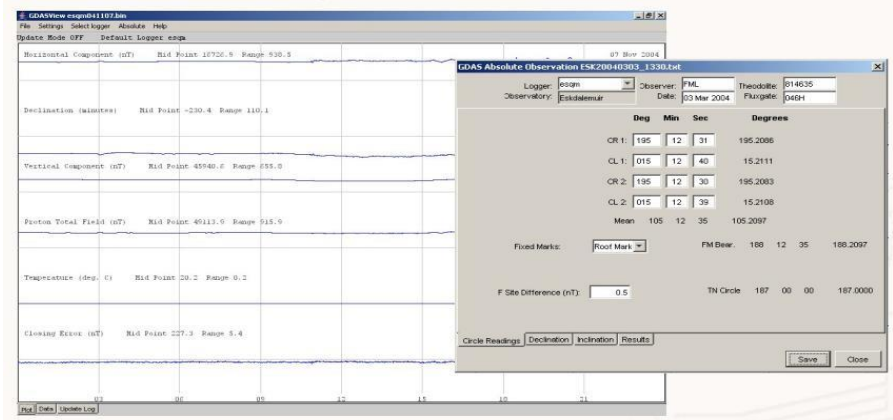 GDASView esqm041107.bin
File Settings Select logger Absolute Help
Update Mode OFF Default Logger esqm
Horizontal Component (nT) Mid Point 16726.9 Range 938.5
07 Nov 2004
Declination (minutes) Mid Point -230.4 Range 110.1
Vertical Component (nT) Mid Point 45940.6 Range 655.8
Proton Total Field (nT) Mid Point 49113.9 Range 915.9
Temperature (deg. C) Mid Point 20.2 Range 0.2
Closing Error (nT) Mid Point 227.3 Range 5.4
03 06 09 12 15 18 21
Plot Data Update Log
GDAS Absolute Observation ESK20040303_1330.txt
Logger: esqm Observer: FML Theodolite: 814635
Observatory: Eskdalemuir Date: 03 Mar 2004 Fluxgate: 046H
Deg Min Sec Degrees
CR 1: 195 12 31 195.2086
CL 1: 015 12 40 15.2111
CR 2: 195 12 30 195.2083
CL 2: 015 12 39 15.2108
Mean 105 12 35 105.2097
Fixed Marks: Roof Mark FM Bear. 188 12 35 188.2097
F Site Difference (nT): 0.5 TN Circle 187 00 00 187.0000
Circle Readings Declination Inclination Results
Save Close